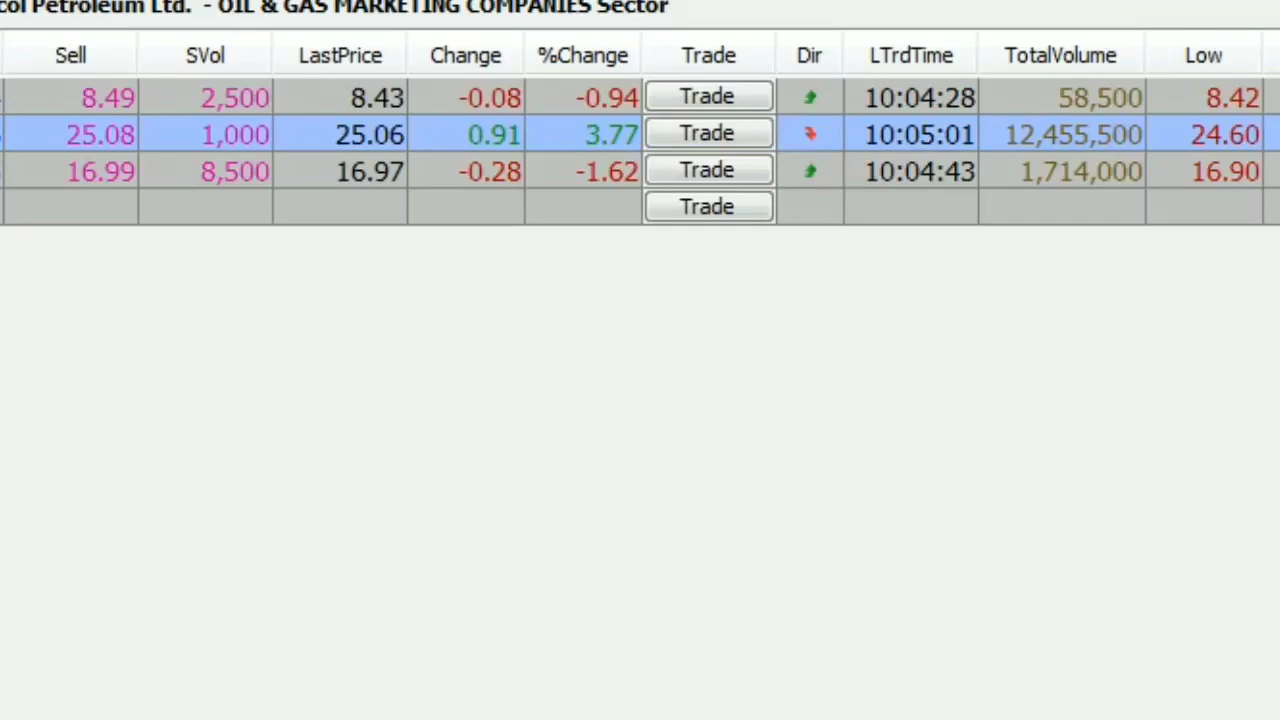 Petroleum Ltd. - OIL & GAS MARKETING COMPANIES Sector
Sell SVol LastPrice Change %Change Trade Dir LTrdTime TotalVolume Low
8.49 2,500 8.43 -0.08 -0.94 Trade 10:04:28 58,500 8.42
25.08 1,000 25.06 0.91 3.77 Trade 10:05:01 12,455,500 24.60
16.99 8,500 16.97 -0.28 -1.62 Trade 10:04:43 1,714,000 16.90
Trade